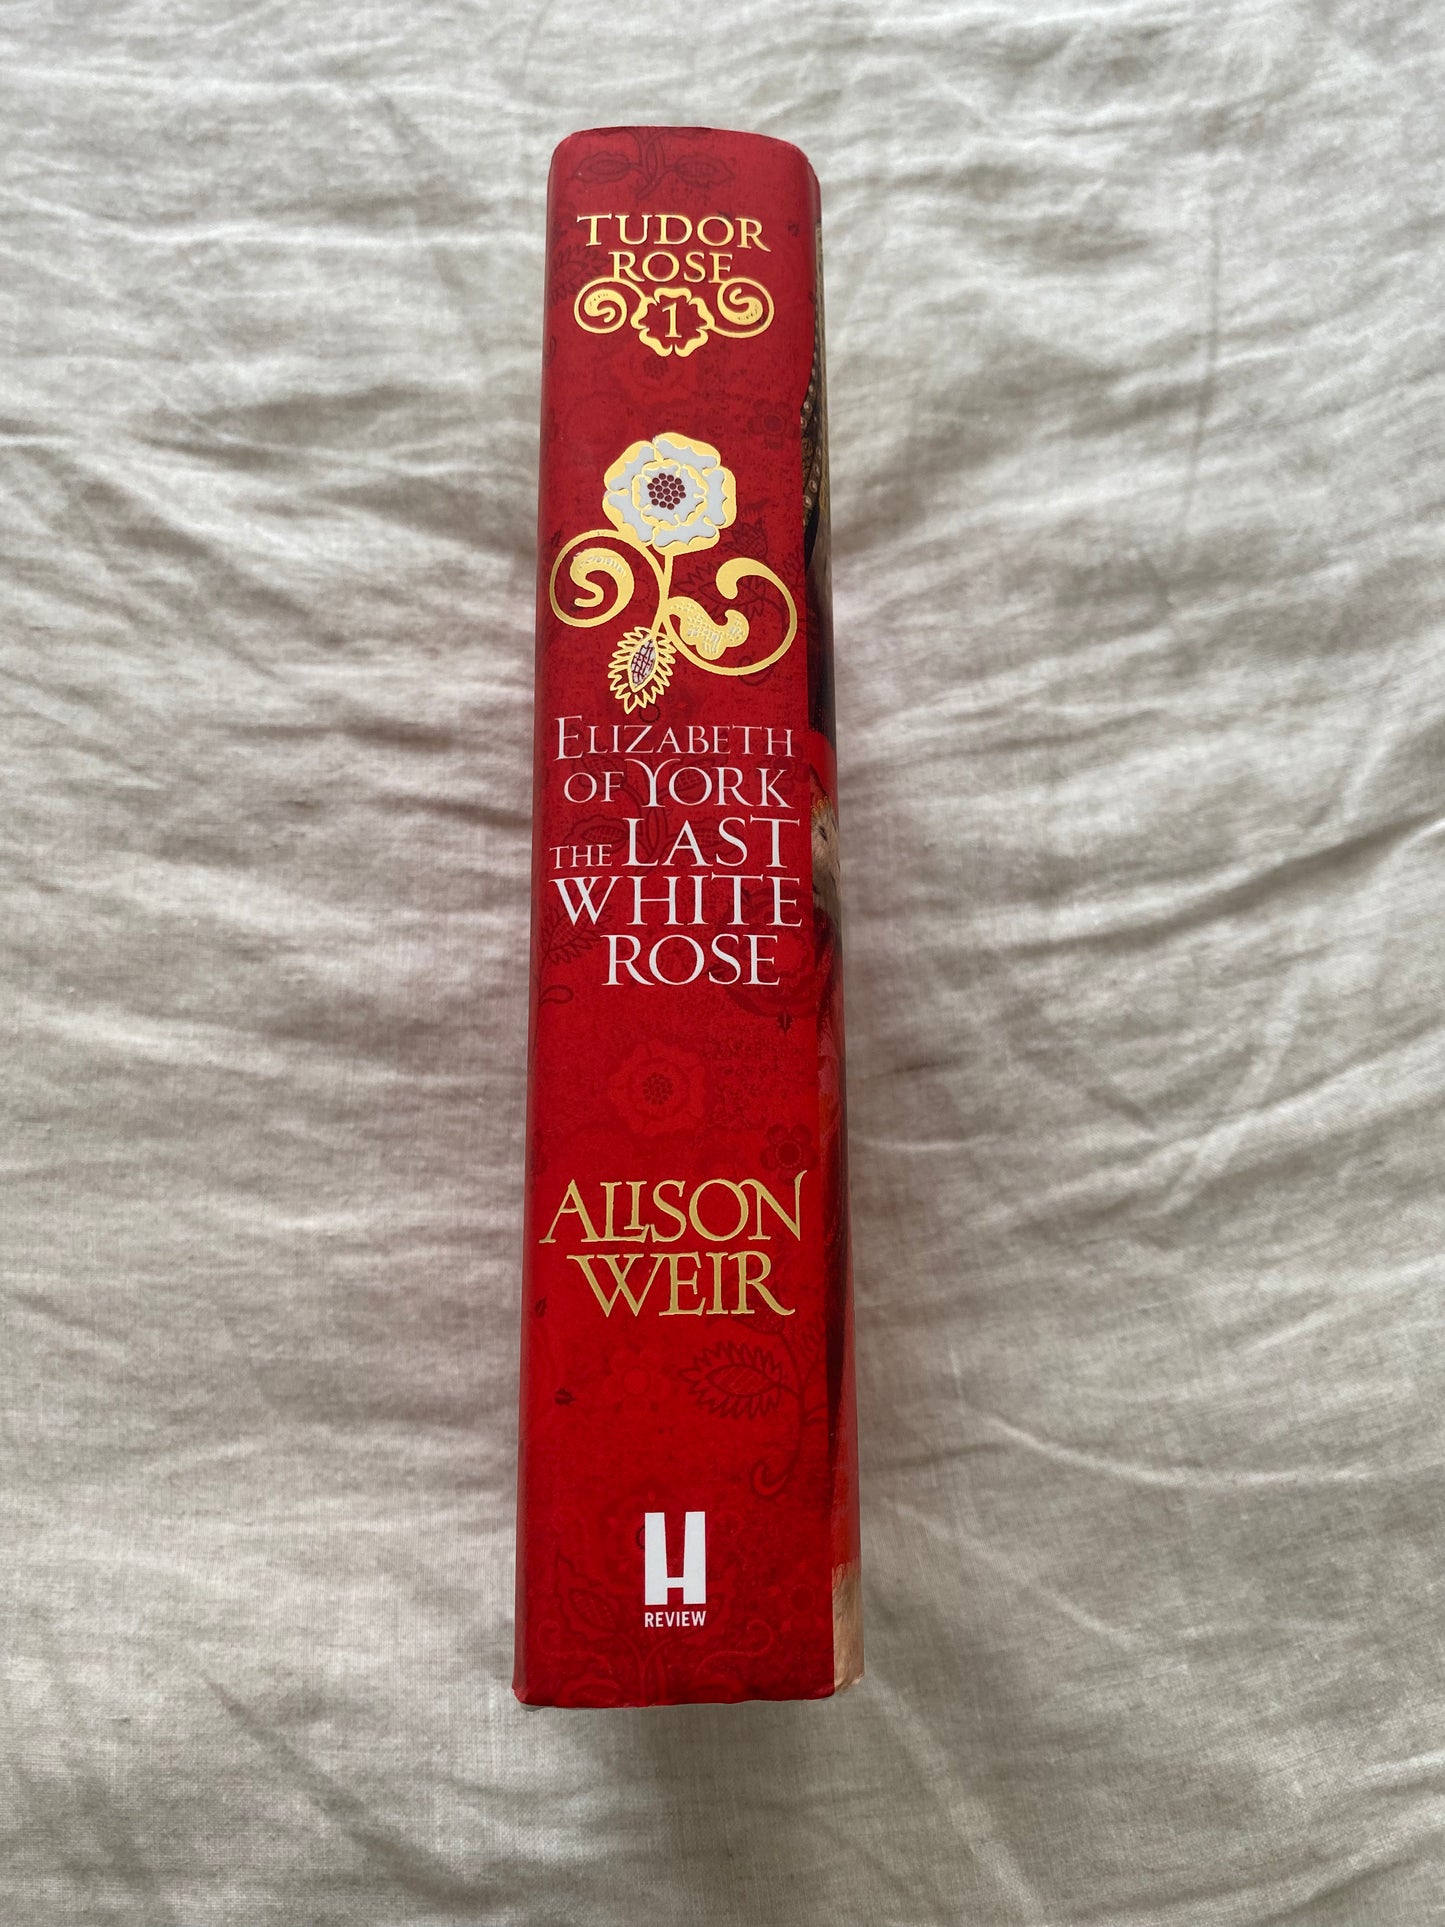 TUDOR
ROSE
1
ELIZABETH
OF YORK
THE LAST
WHITE
ROSE
ALISON
WEIR
H
REVIEW